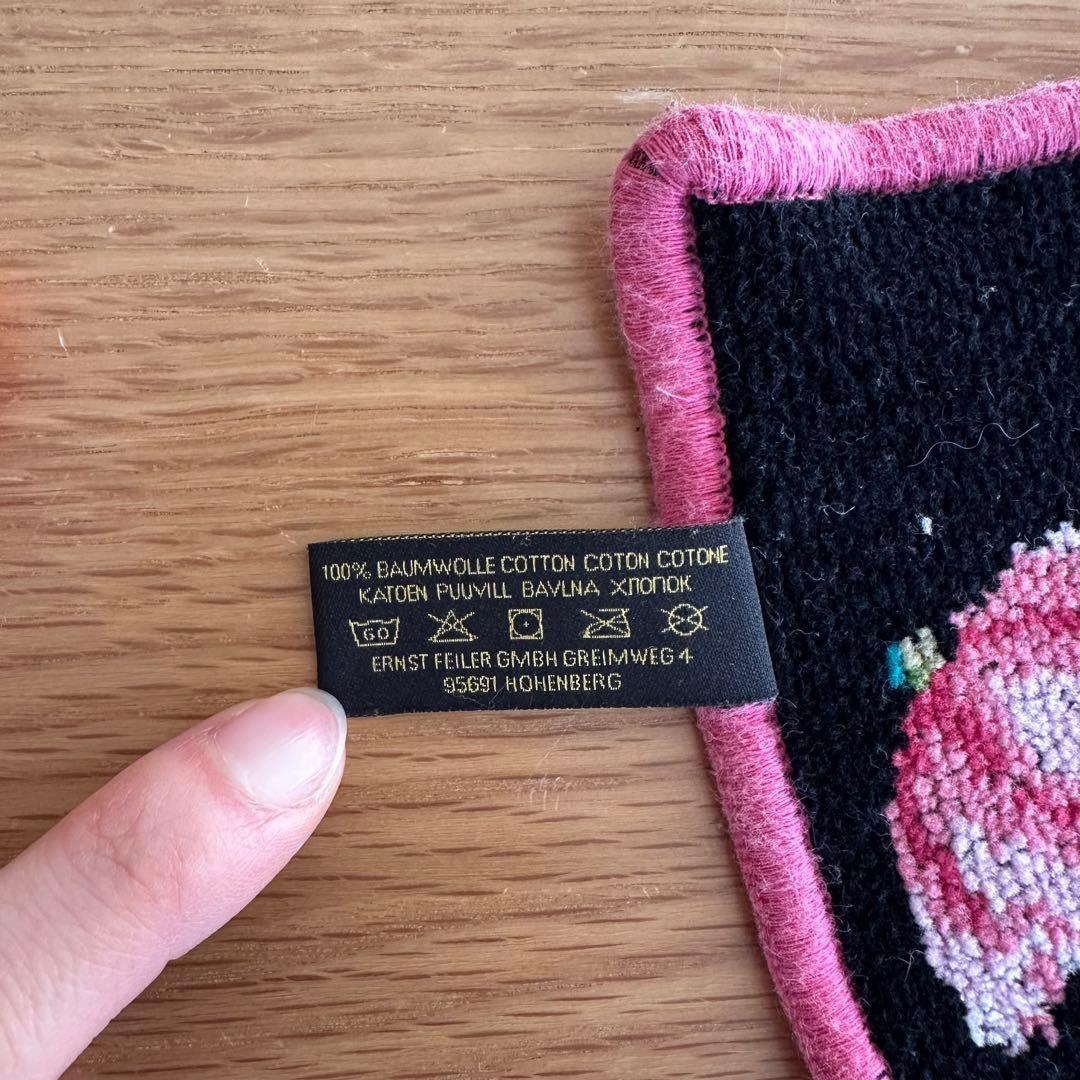 100% BAUMWOLLE COTTON COTON COTONE
KATOEN PUUVILL BAVLNA ХЛОПОК
60
ERNST FEILER GMBH GREIMWEG 4
95691 HOHENBERG